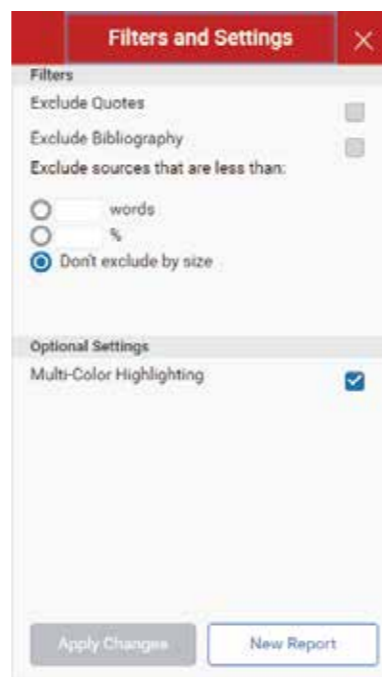 Filters and Settings
Filters
Exclude Quotes
Exclude Bibliography
Exclude sources that are less than:
words
%
Don't exclude by size
Optional Settings
Multi-Color Highlighting
Apply Changes
New Report